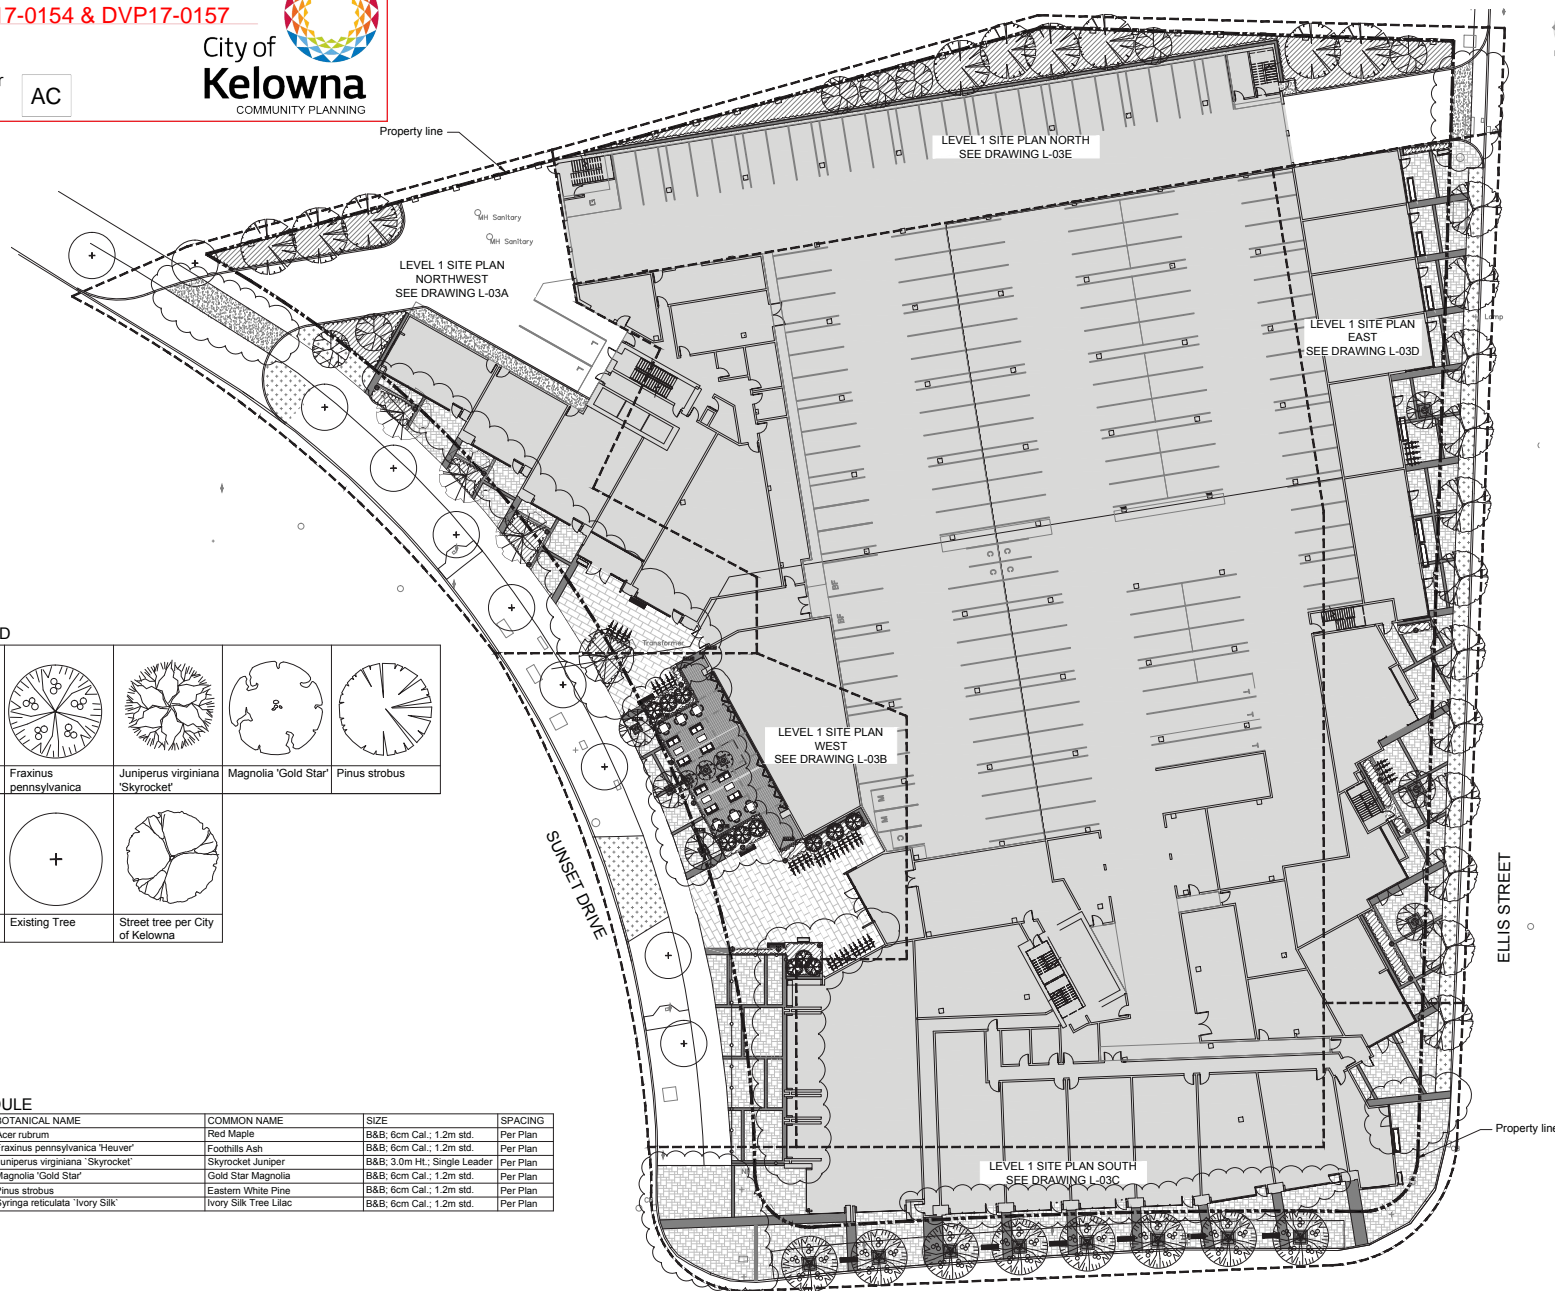 17-0154 & DVP17-0157
City of
Kelowna
COMMUNITY PLANNING
AC
Property line
LEVEL 1 SITE PLAN NORTH
SEE DRAWING L-03E
MH Sanitary
MH Sanitary
LEVEL 1 SITE PLAN
NORTHWEST
SEE DRAWING L-03A
LEVEL 1 SITE PLAN
EAST
SEE DRAWING L-03D
Lamp
Transformer
LEVEL 1 SITE PLAN
WEST
SEE DRAWING L-03B
SUNSET DRIVE
ELLIS STREET
LEVEL 1 SITE PLAN SOUTH
SEE DRAWING L-03C
Property line
D
Fraxinus
pennsylvanica
Juniperus virginiana
'Skyrocket'
Magnolia 'Gold Star'
Pinus strobus
Existing Tree
Street tree per City
of Kelowna
DULE
BOTANICAL NAME COMMON NAME SIZE SPACING
Acer rubrum Red Maple B&B; 6cm Cal.; 1.2m std. Per Plan
Fraxinus pennsylvanica 'Heuver' Foothills Ash B&B; 6cm Cal.; 1.2m std. Per Plan
Juniperus virginiana `Skyrocket` Skyrocket Juniper B&B; 3.0m Ht.; Single Leader Per Plan
Magnolia 'Gold Star' Gold Star Magnolia B&B; 6cm Cal.; 1.2m std. Per Plan
Pinus strobus Eastern White Pine B&B; 6cm Cal.; 1.2m std. Per Plan
Syringa reticulata `Ivory Silk` Ivory Silk Tree Lilac B&B; 6cm Cal.; 1.2m std. Per Plan